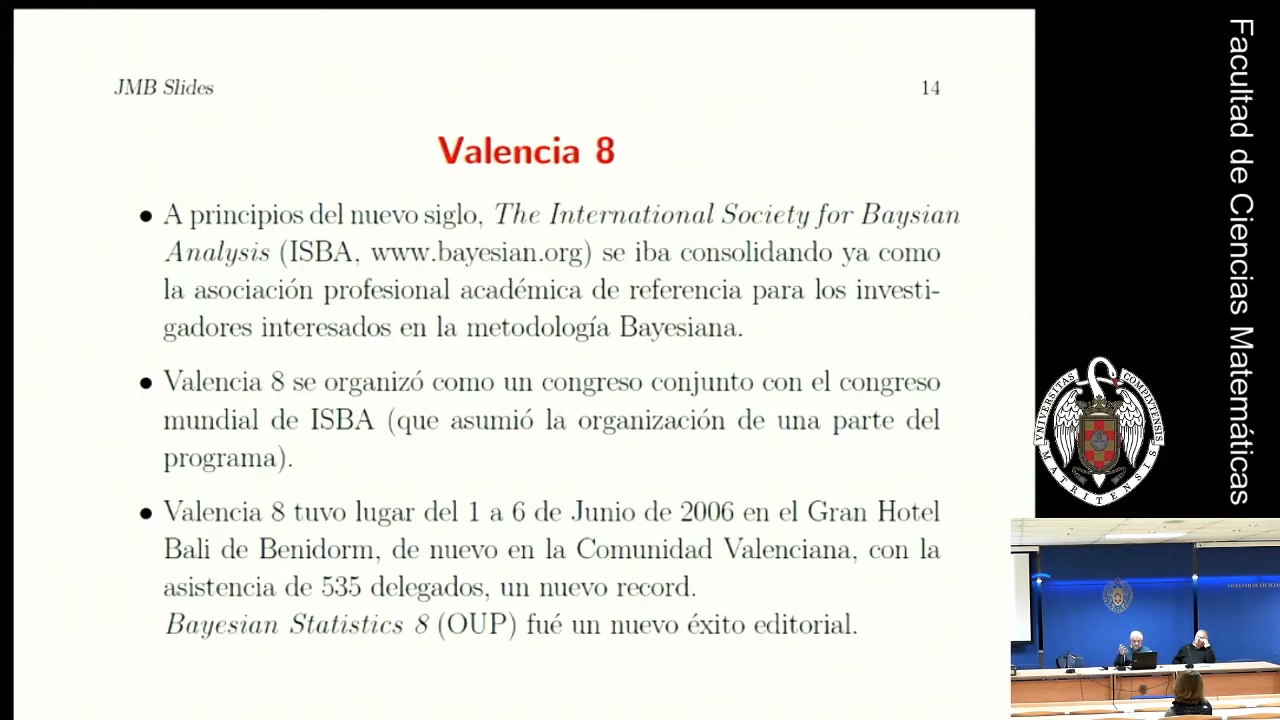 JMB Slides 14
Valencia 8
• A principios del nuevo siglo, The International Society for Baysian
Analysis (ISBA, www.bayesian.org) se iba consolidando ya como
la asociación profesional académica de referencia para los investi-
gadores interesados en la metodología Bayesiana.
• Valencia 8 se organizó como un congreso conjunto con el congreso
mundial de ISBA (que asumió la organización de una parte del
programa).
• Valencia 8 tuvo lugar del 1 a 6 de Junio de 2006 en el Gran Hotel
Bali de Benidorm, de nuevo en la Comunidad Valenciana, con la
asistencia de 535 delegados, un nuevo record.
Bayesian Statistics 8 (OUP) fué un nuevo éxito editorial.
Facultad de Ciencias Matemáticas
VNIVERSITAS COMPLVTENSIS
MATRITENSIS